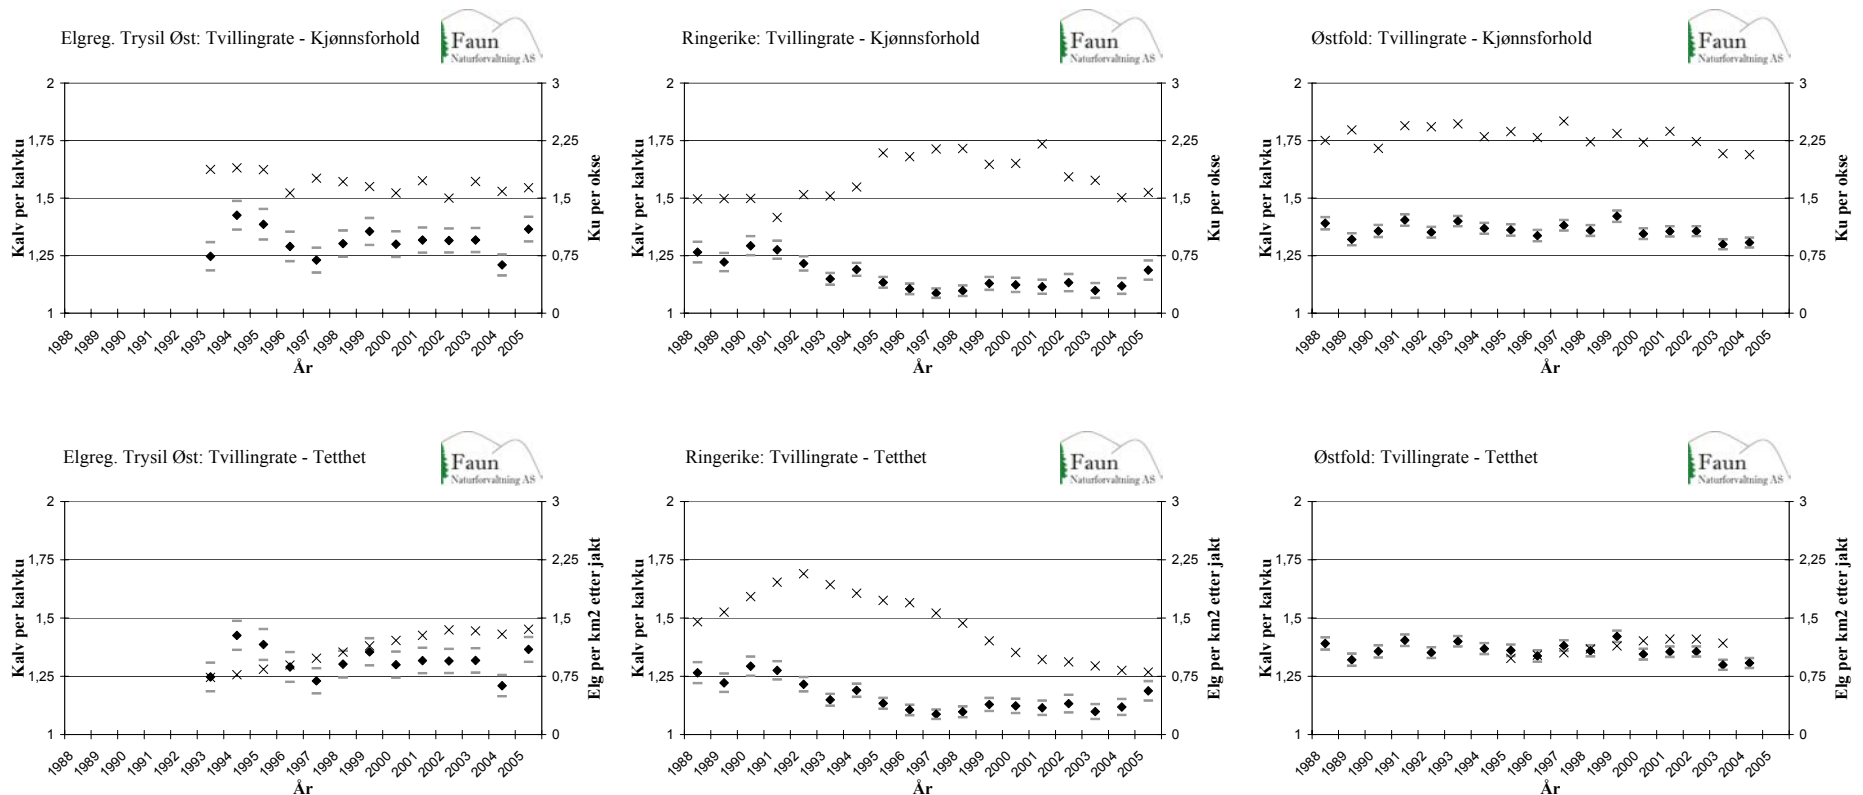 Elgreg. Trysil Øst: Tvillingrate - Kjønnsforhold
Faun
Naturforvaltning AS
Kalv per kalvku
2
1,75
1,5
1,25
1
3
2,25
1,5
0,75
0
Ku per okse
1988 1989 1990 1991 1992 1993 1994 1995 1996 1997 1998 1999 2000 2001 2002 2003 2004 2005
År
Ringerike: Tvillingrate - Kjønnsforhold
Faun
Naturforvaltning AS
Kalv per kalvku
2
1,75
1,5
1,25
1
3
2,25
1,5
0,75
0
Ku per okse
1988 1989 1990 1991 1992 1993 1994 1995 1996 1997 1998 1999 2000 2001 2002 2003 2004 2005
År
Østfold: Tvillingrate - Kjønnsforhold
Faun
Naturforvaltning AS
Kalv per kalvku
2
1,75
1,5
1,25
1
3
2,25
1,5
0,75
0
Ku per okse
1988 1989 1990 1991 1992 1993 1994 1995 1996 1997 1998 1999 2000 2001 2002 2003 2004 2005
År
Elgreg. Trysil Øst: Tvillingrate - Tetthet
Faun
Naturforvaltning AS
Kalv per kalvku
2
1,75
1,5
1,25
1
3
2,25
1,5
0,75
0
Elg per km2 etter jakt
1988 1989 1990 1991 1992 1993 1994 1995 1996 1997 1998 1999 2000 2001 2002 2003 2004 2005
År
Ringerike: Tvillingrate - Tetthet
Faun
Naturforvaltning AS
Kalv per kalvku
2
1,75
1,5
1,25
1
3
2,25
1,5
0,75
0
Elg per km2 etter jakt
1988 1989 1990 1991 1992 1993 1994 1995 1996 1997 1998 1999 2000 2001 2002 2003 2004 2005
År
Østfold: Tvillingrate - Tetthet
Faun
Naturforvaltning AS
Kalv per kalvku
2
1,75
1,5
1,25
1
3
2,25
1,5
0,75
0
Elg per km2 etter jakt
1988 1989 1990 1991 1992 1993 1994 1995 1996 1997 1998 1999 2000 2001 2002 2003 2004 2005
År